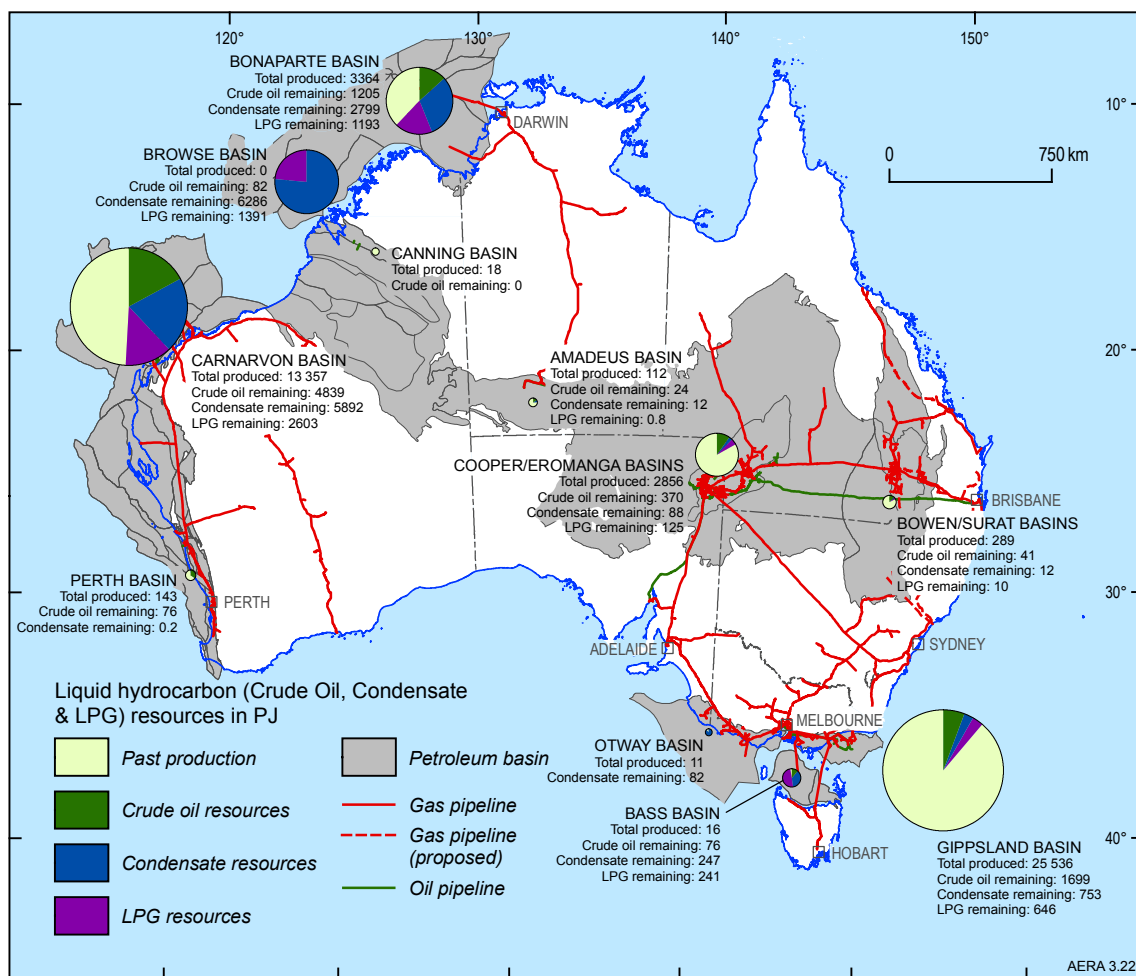 120°
130°
140°
150°
BONAPARTE BASIN
Total produced: 3364
Crude oil remaining: 1205
Condensate remaining: 2799
LPG remaining: 1193
10°
DARWIN
BROWSE BASIN
Total produced: 0
Crude oil remaining: 82
Condensate remaining: 6286
LPG remaining: 1391
0
750 km
CANNING BASIN
Total produced: 18
Crude oil remaining: 0
20°
CARNARVON BASIN
Total produced: 13 357
Crude oil remaining: 4839
Condensate remaining: 5892
LPG remaining: 2603
AMADEUS BASIN
Total produced: 112
Crude oil remaining: 24
Condensate remaining: 12
LPG remaining: 0.8
COOPER/EROMANGA BASINS
Total produced: 2856
Crude oil remaining: 370
Condensate remaining: 88
LPG remaining: 125
BRISBANE
BOWEN/SURAT BASINS
Total produced: 289
Crude oil remaining: 41
Condensate remaining: 12
LPG remaining: 10
PERTH BASIN
Total produced: 143
Crude oil remaining: 76
Condensate remaining: 0.2
PERTH
30°
ADELAIDE
SYDNEY
MELBOURNE
OTWAY BASIN
Total produced: 11
Condensate remaining: 82
BASS BASIN
Total produced: 16
Crude oil remaining: 76
Condensate remaining: 247
LPG remaining: 241
HOBART
40°
GIPPSLAND BASIN
Total produced: 25 536
Crude oil remaining: 1699
Condensate remaining: 753
LPG remaining: 646
Liquid hydrocarbon (Crude Oil, Condensate
& LPG) resources in PJ
Past production
Crude oil resources
Condensate resources
LPG resources
Petroleum basin
Gas pipeline
Gas pipeline
(proposed)
Oil pipeline
AERA 3.22